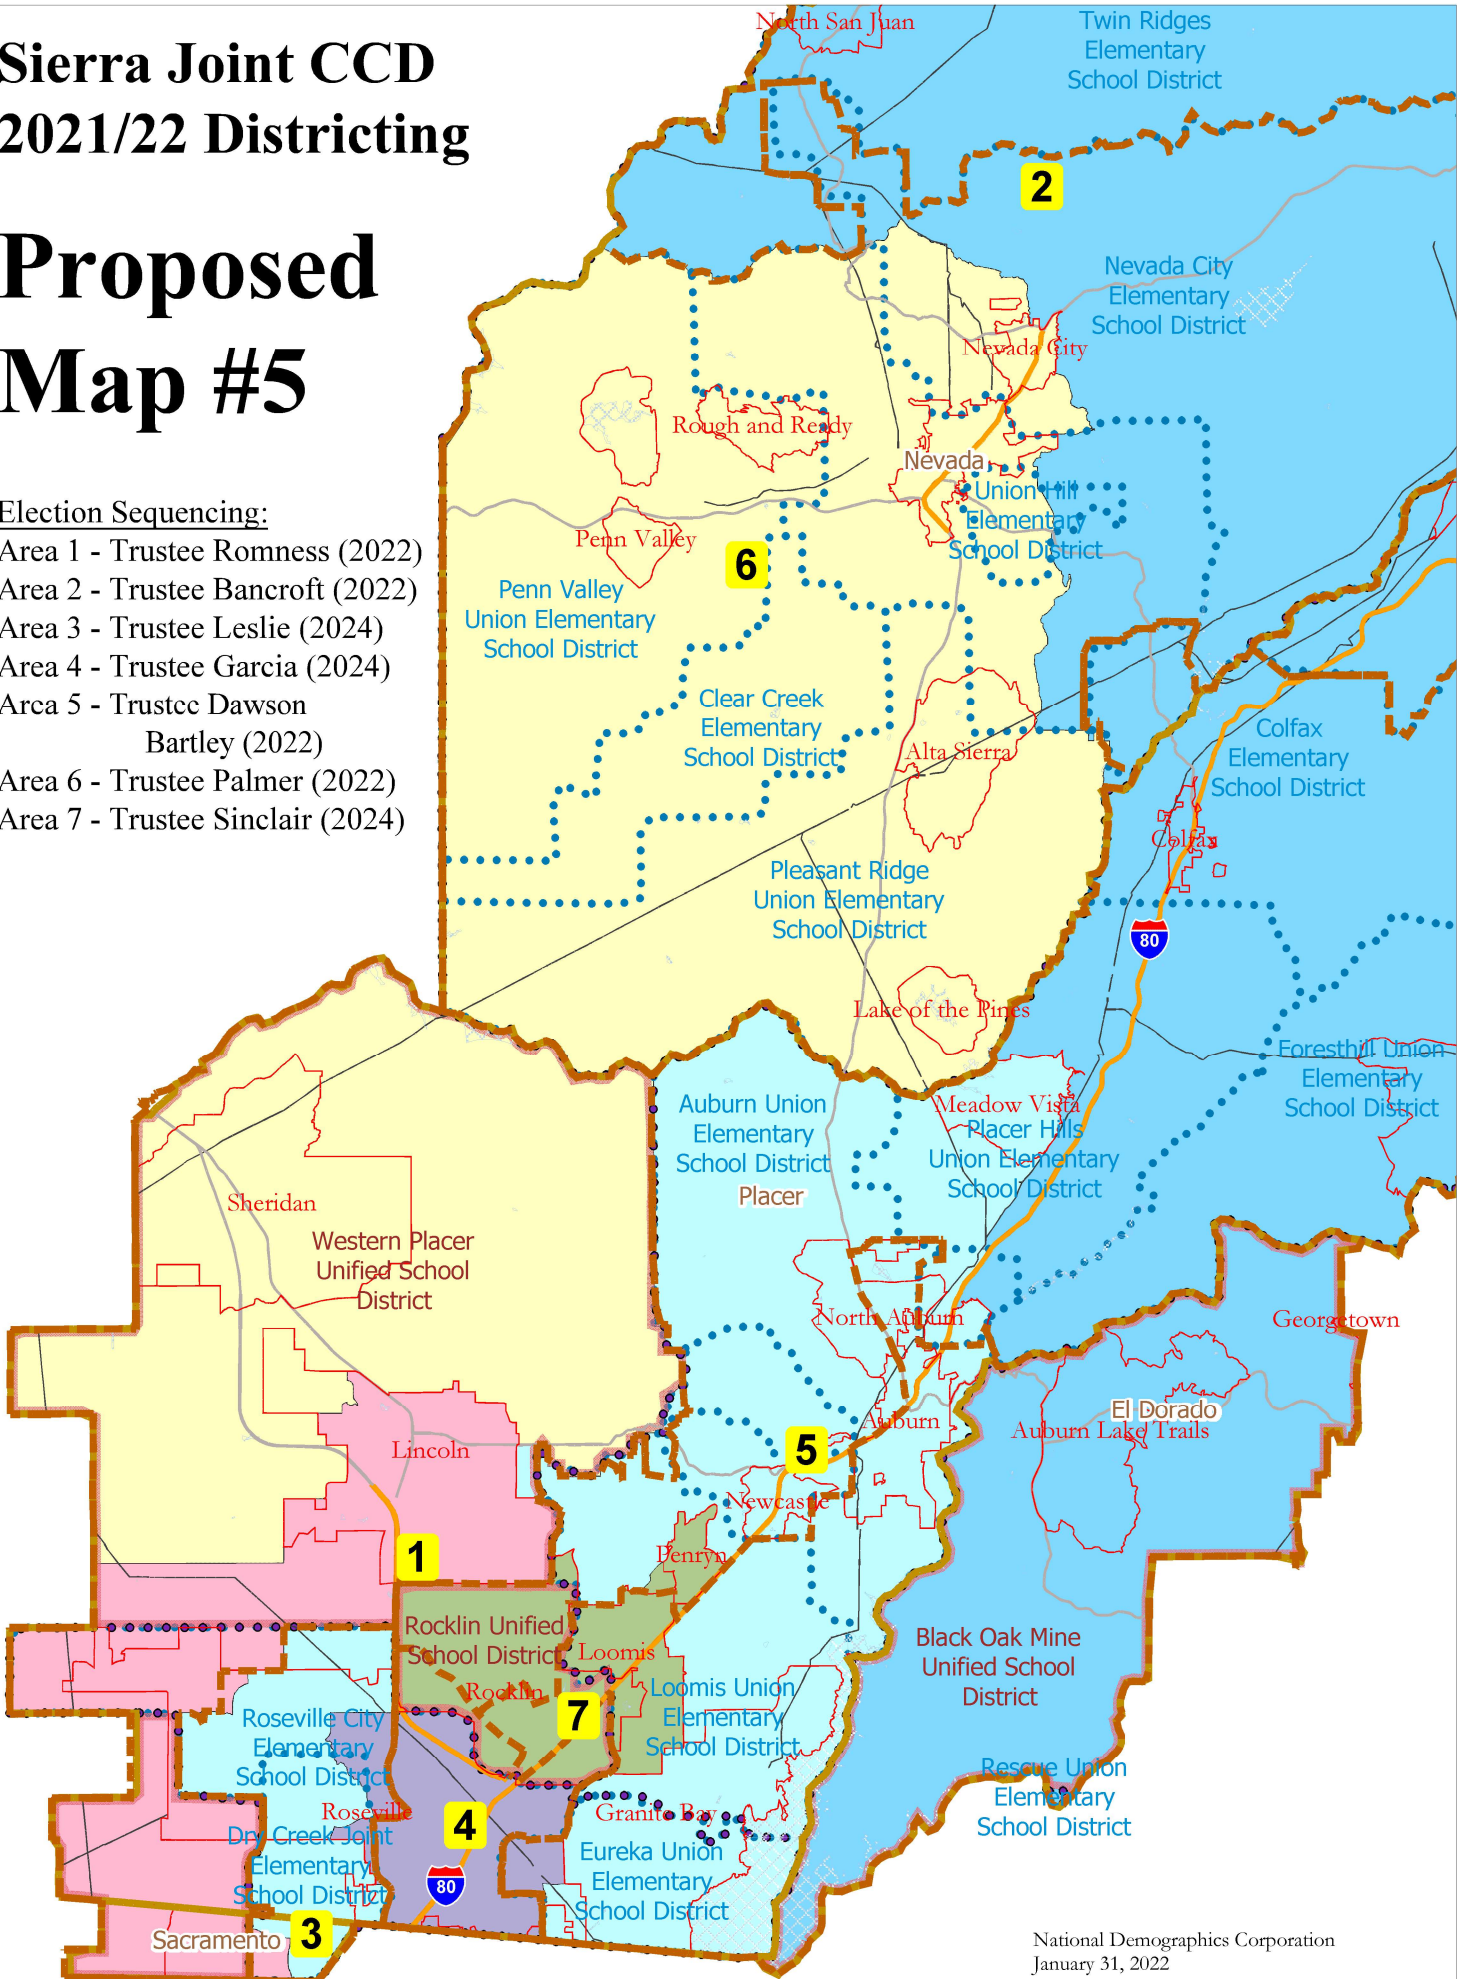 Sierra Joint CCD
2021/22 Districting
Proposed
Map #5
Election Sequencing:
Area 1 - Trustee Romness (2022)
Area 2 - Trustee Bancroft (2022)
Area 3 - Trustee Leslie (2024)
Area 4 - Trustee Garcia (2024)
Area 5 - Trustee Dawson
Bartley (2022)
Area 6 - Trustee Palmer (2022)
Area 7 - Trustee Sinclair (2024)
North San Juan
Twin Ridges
Elementary
School District
2
Nevada City
Elementary
School District
Nevada City
Rough and Ready
Nevada
Union Hill
Elementary
School District
Penn Valley
6
Penn Valley
Union Elementary
School District
Clear Creek
Elementary
School District
Alta Sierra
Colfax
Elementary
School District
Colfax
Pleasant Ridge
Union Elementary
School District
80
Lake of the Pines
Foresthill Union
Elementary
School District
Auburn Union
Elementary
School District
Meadow Vista
Placer Hills
Union Elementary
School District
Placer
Sheridan
Western Placer
Unified School
District
North Auburn
Georgetown
El Dorado
Auburn Lake Trails
Auburn
Lincoln
5
Newcastle
1
Penryn
Rocklin Unified
School District
Loomis
Rocklin
7
Loomis Union
Elementary
School District
Black Oak Mine
Unified School
District
Roseville City
Elementary
School District
Rescue Union
Elementary
School District
Roseville
4
Granite Bay
Dry Creek Joint
Elementary
School District
Eureka Union
Elementary
School District
80
Sacramento
3
National Demographics Corporation
January 31, 2022